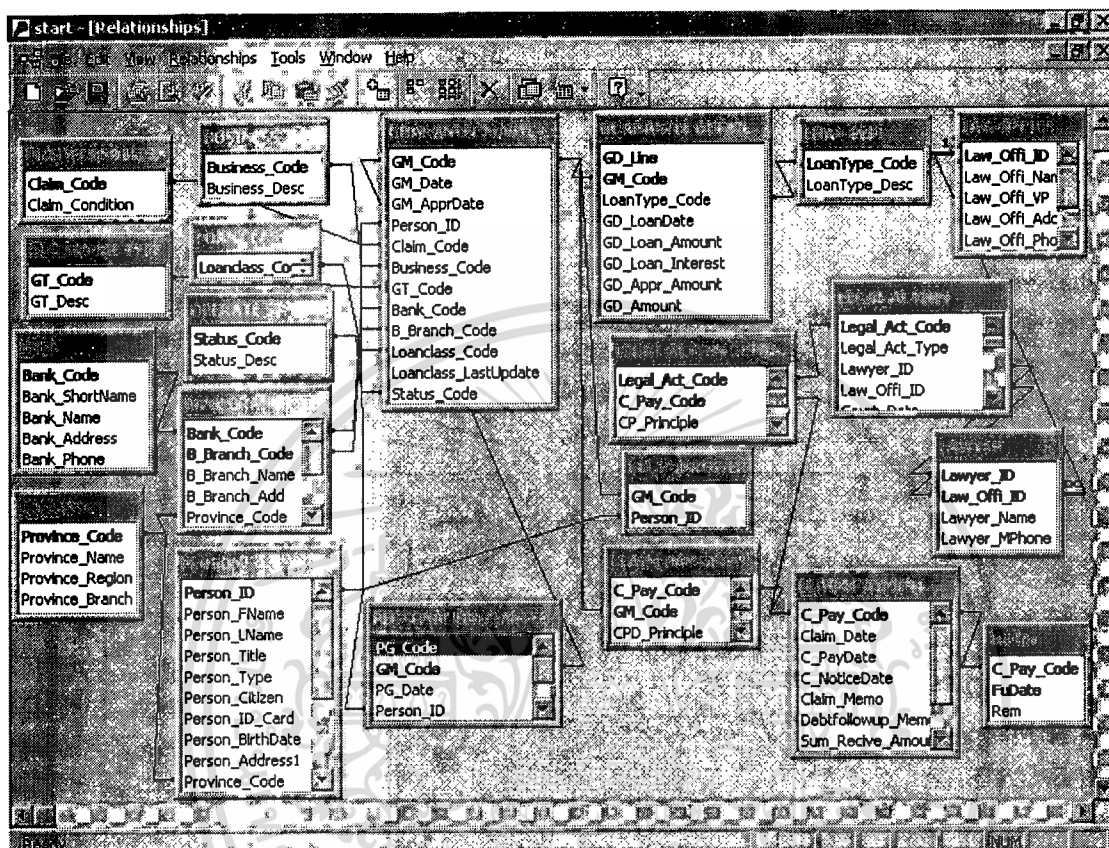 start - [Relationships]
Edit View Relationships Tools Window Help
Claim_Code
Claim_Condition
Business_Code
Business_Desc
GM_Code
GM_Date
GM_ApprDate
Person_ID
Claim_Code
Business_Code
GT_Code
Bank_Code
B_Branch_Code
Loanclass_Code
Loanclass_LastUpdate
Status_Code
GD_Line
GM_Code
LoanType_Code
GD_LoanDate
GD_Loan_Amount
GD_Loan_Interest
GD_Appr_Amount
GD_Amount
LoanType_Code
LoanType_Desc
Law_Offi_ID
Law_Offi_Nan
Law_Offi_VP
Law_Offi_Adc
Law_Offi_Pho
GT_Code
GT_Desc
Loanclass_Co
Status_Code
Status_Desc
Legal_Act_Code
Legal_Act_Type
Lawyer_ID
Law_Offi_ID
Bank_Code
Bank_ShortName
Bank_Name
Bank_Address
Bank_Phone
Bank_Code
B_Branch_Code
B_Branch_Name
B_Branch_Add
Province_Code
Legal_Act_Code
C_Pay_Code
CP_Principle
GM_Code
Person_ID
Lawyer_ID
Law_Offi_ID
Lawyer_Name
Lawyer_MPhone
Province_Code
Province_Name
Province_Region
Province_Branch
Person_ID
Person_FName
Person_LName
Person_Title
Person_Type
Person_Citizen
Person_ID_Card
Person_BirthDate
Person_Address1
Province_Code
PG_Code
GM_Code
PG_Date
Person_ID
C_Pay_Code
GM_Code
CPD_Principle
C_Pay_Code
Claim_Date
C_PayDate
C_NoticeDate
Claim_Memo
Debtfollowup_Mem
Sum_Recive_Amou
C_Pay_Code
FuDate
Rem
Ready
NUM